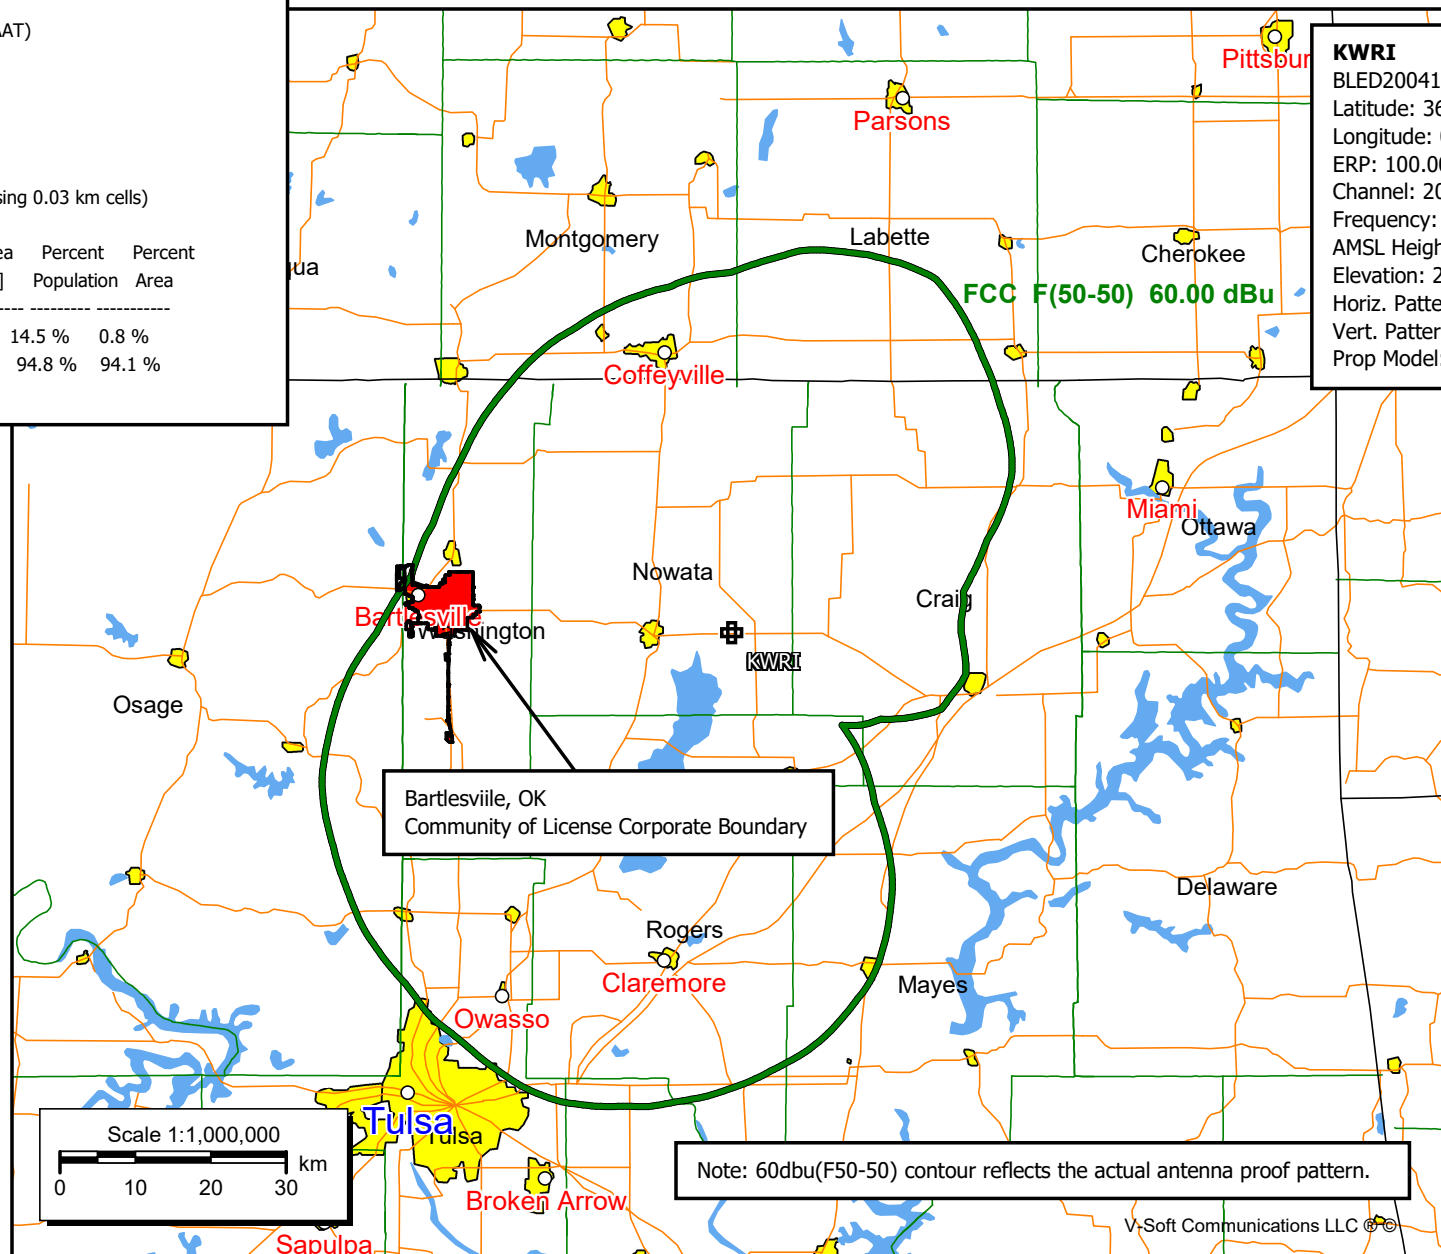 AAT)
sing 0.03 km cells)
ea Percent Percent
] Population Area
---- --------- -----------
14.5 % 0.8 %
94.8 % 94.1 %
KWRI
BLED20041
Latitude: 36
Longitude: 0
ERP: 100.00
Channel: 20
Frequency:
AMSL Heigh
Elevation: 2
Horiz. Patte
Vert. Patter
Prop Model:
Pittsbur
Parsons
Montgomery
Labette
Cherokee
qua
FCC F(50-50) 60.00 dBu
Coffeyville
Miami
Ottawa
Nowata
Craig
Bartlesville
Washington
KWRI
Osage
Bartlesviile, OK
Community of License Corporate Boundary
Delaware
Rogers
Claremore
Mayes
Owasso
Tulsa
Tulsa
Scale 1:1,000,000
km
0 10 20 30
Note: 60dbu(F50-50) contour reflects the actual antenna proof pattern.
Broken Arrow
V-Soft Communications LLC ® ©
Sapulpa